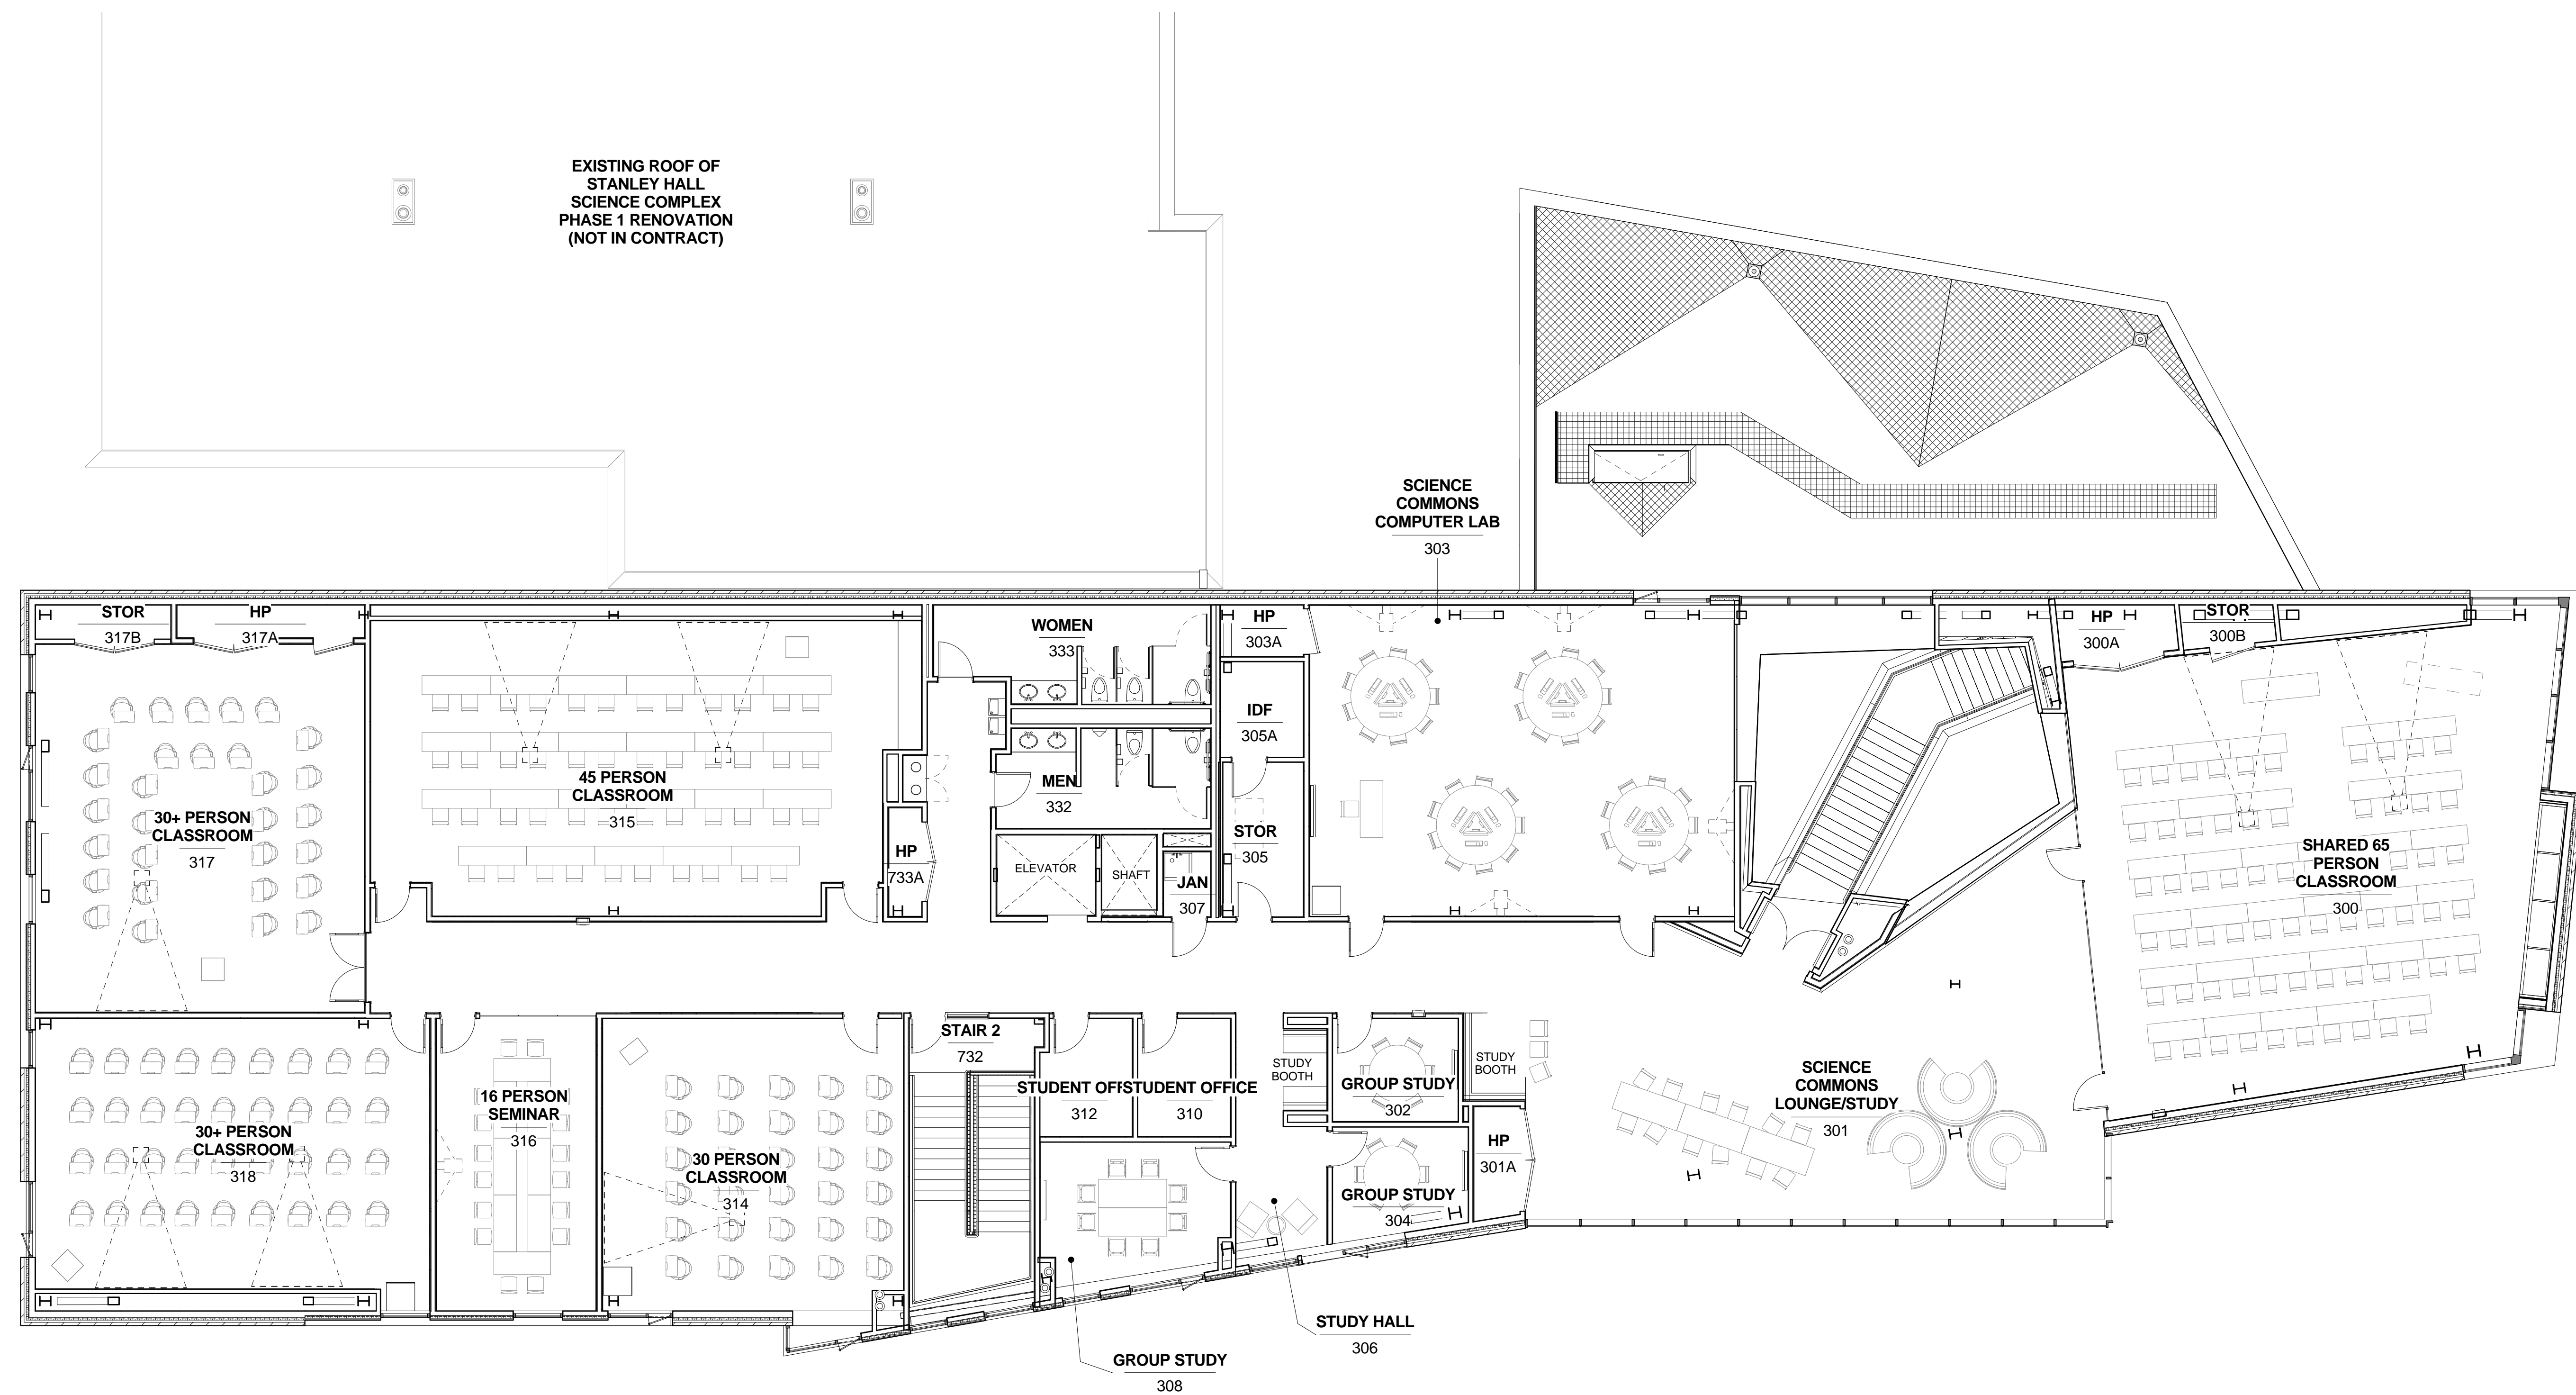 EXISTING ROOF OF
STANLEY HALL
SCIENCE COMPLEX
PHASE 1 RENOVATION
(NOT IN CONTRACT)
SCIENCE
COMMONS
COMPUTER LAB
303
STOR
317B
HP
317A
WOMEN
333
HP
303A
HP
300A
STOR
300B
IDF
305A
45 PERSON
CLASSROOM
315
MEN
332
30+ PERSON
CLASSROOM
317
STOR
305
SHARED 65
PERSON
CLASSROOM
300
HP
733A
ELEVATOR
SHAFT
JAN
307
STAIR 2
732
STUDENT OFF
312
STUDENT OFFICE
310
STUDY
BOOTH
GROUP STUDY
302
STUDY
BOOTH
SCIENCE
COMMONS
LOUNGE/STUDY
301
16 PERSON
SEMINAR
316
30+ PERSON
CLASSROOM
318
30 PERSON
CLASSROOM
314
HP
301A
GROUP STUDY
304
STUDY HALL
306
GROUP STUDY
308